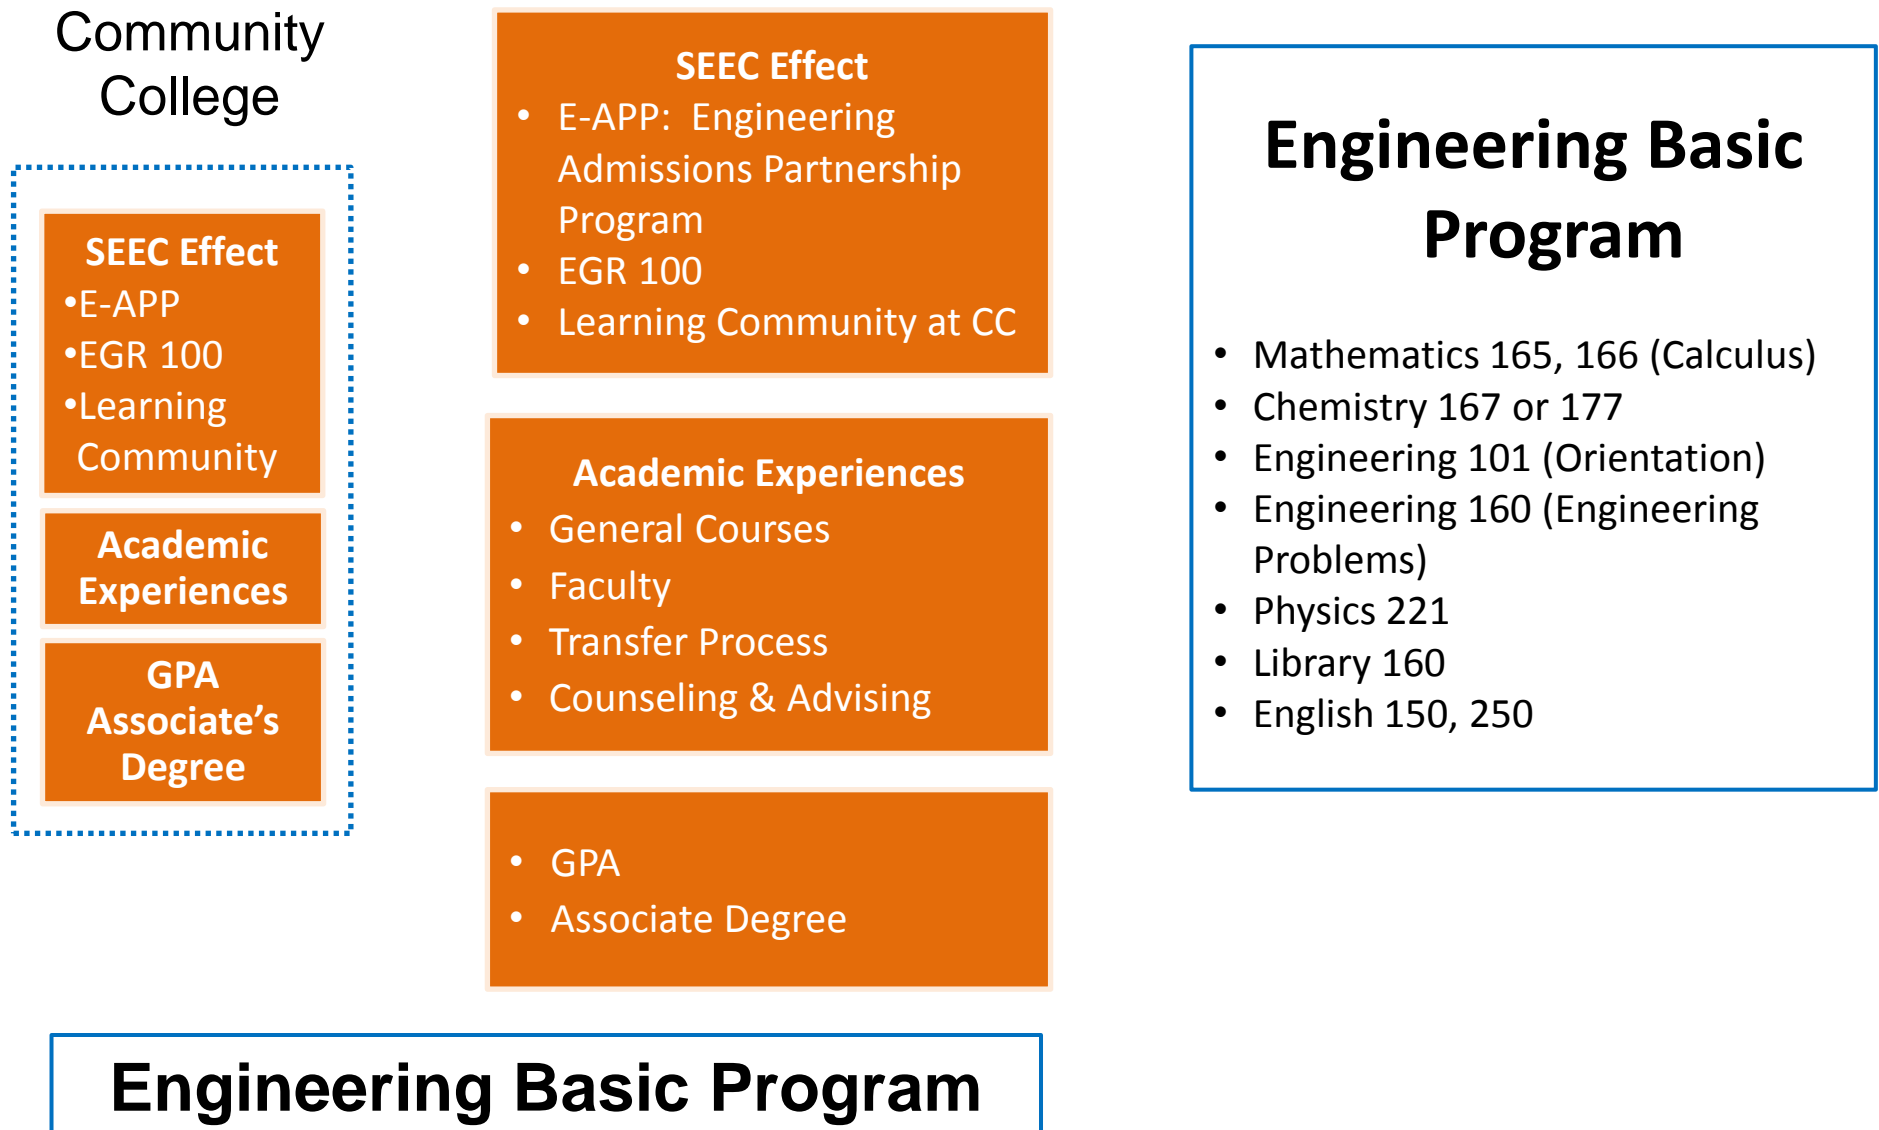 Community
College
SEEC Effect
•E-APP
•EGR 100
•Learning
Community
Academic
Experiences
GPA
Associate’s
Degree
SEEC Effect
• E-APP:  Engineering
Admissions Partnership
Program
• EGR 100
• Learning Community at CC
Academic Experiences
• General Courses
• Faculty
• Transfer Process
• Counseling & Advising
• GPA
• Associate Degree
Engineering Basic Program
Engineering Basic
Program
• Mathematics 165, 166 (Calculus)
• Chemistry 167 or 177
• Engineering 101 (Orientation)
• Engineering 160 (Engineering
Problems)
• Physics 221
• Library 160
• English 150, 250